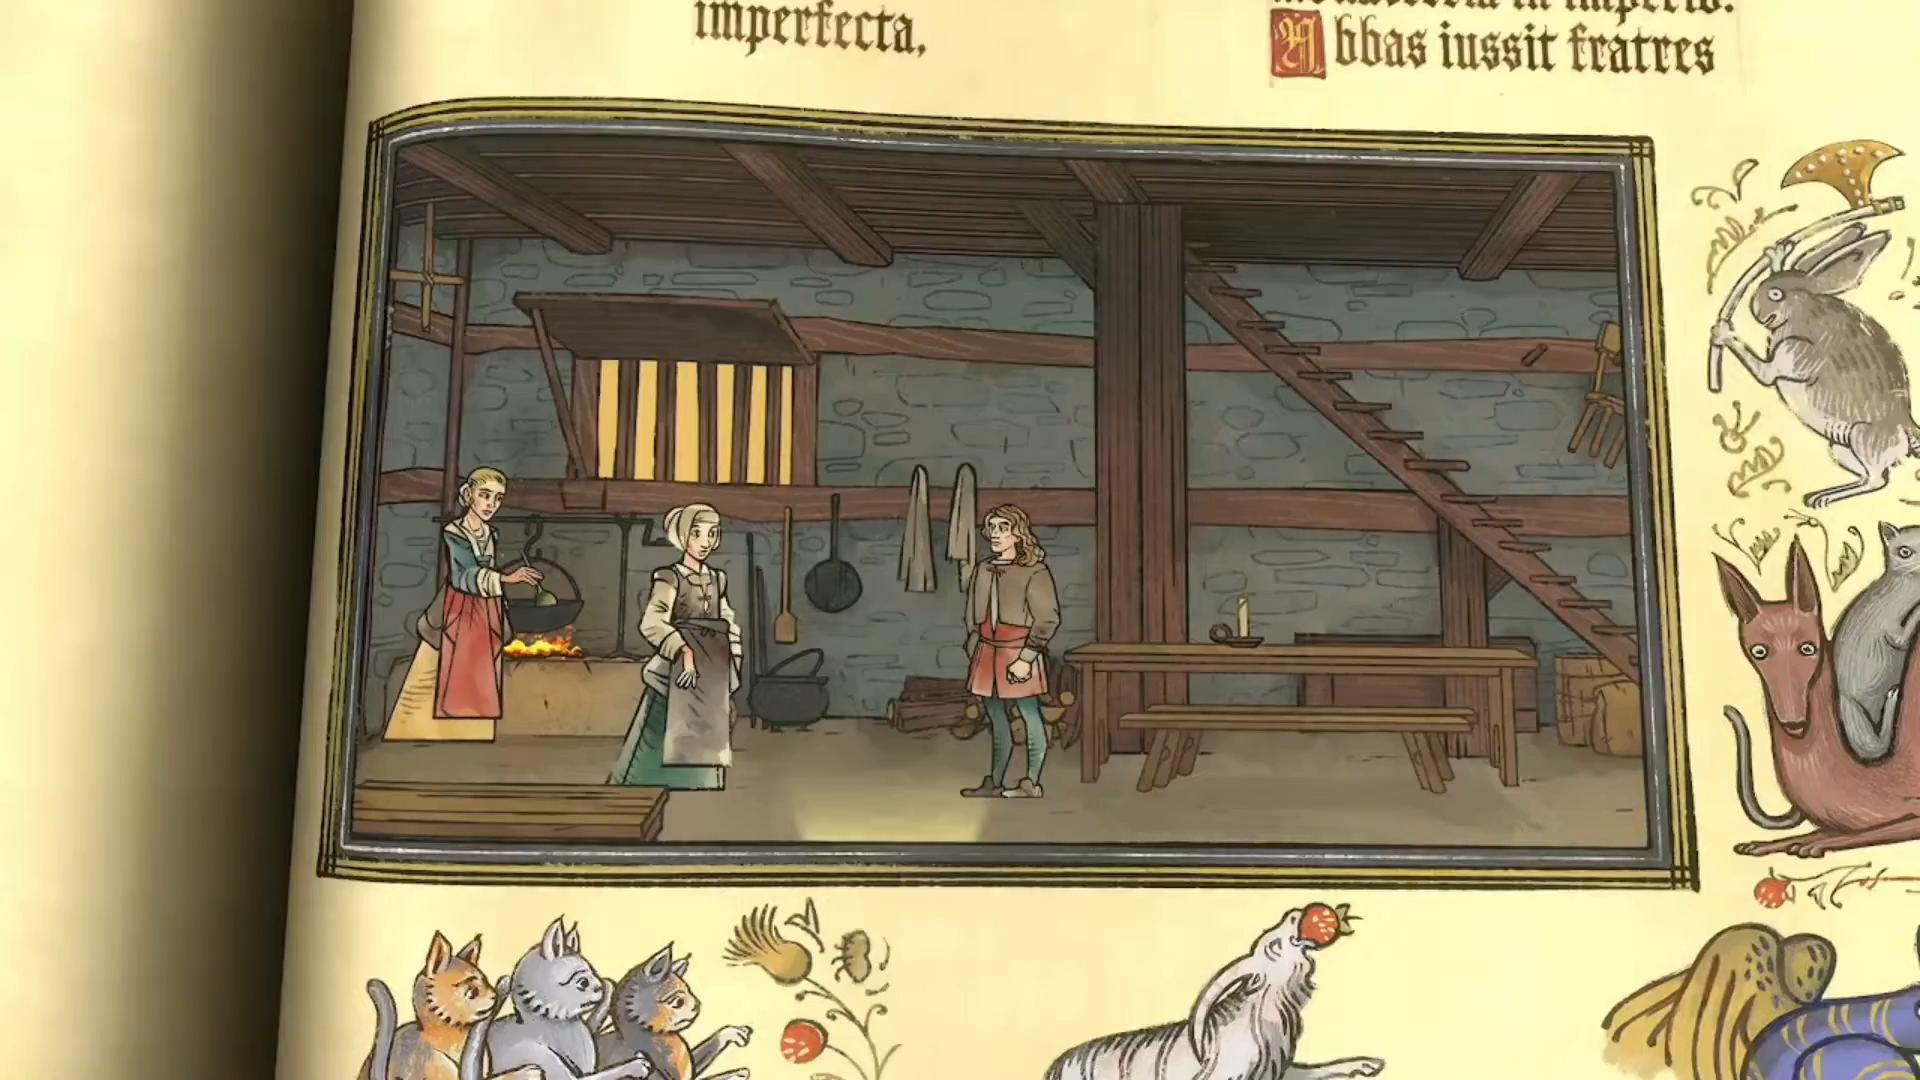 imperfecta,
Abbas iussit fratres